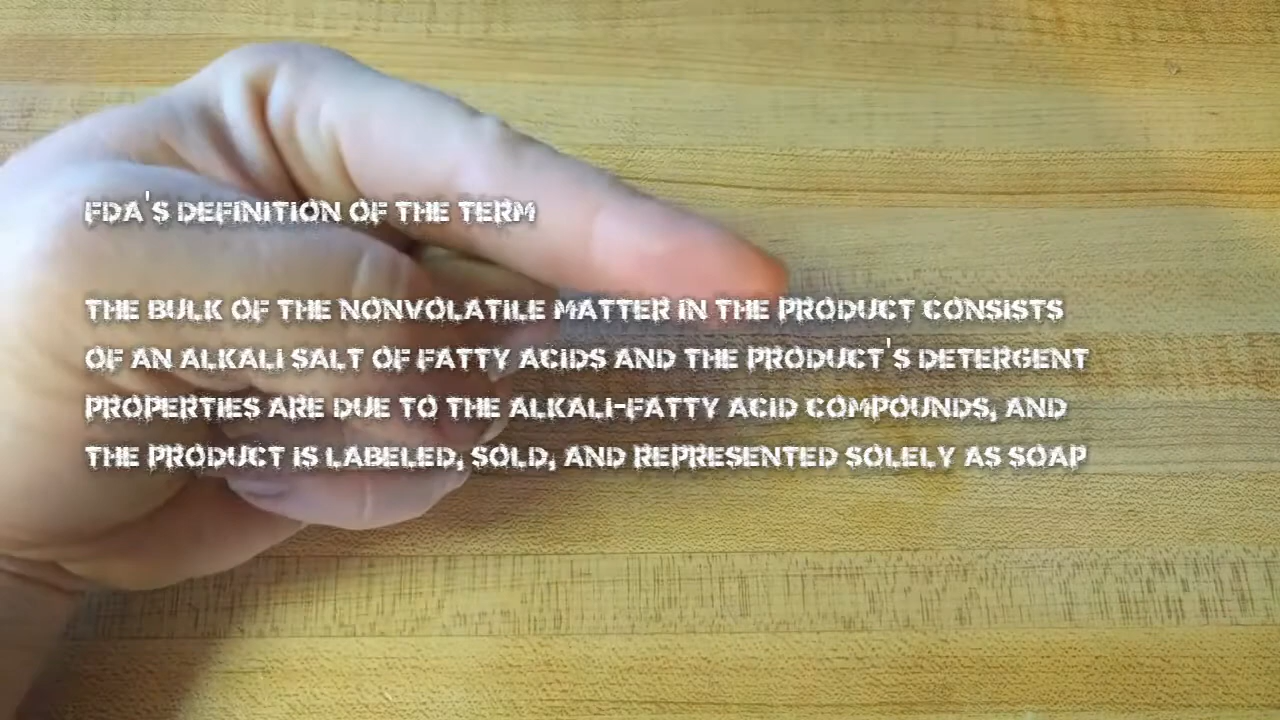 FDA'S DEFINITION OF THE TERM
THE BULK OF THE NONVOLATILE MATTER IN THE PRODUCT CONSISTS
OF AN ALKALI SALT OF FATTY ACIDS AND THE PRODUCT'S DETERGENT
PROPERTIES ARE DUE TO THE ALKALI-FATTY ACID COMPOUNDS, AND
THE PRODUCT IS LABELED, SOLD, AND REPRESENTED SOLELY AS SOAP